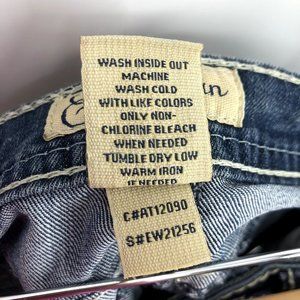 WASH INSIDE OUT
MACHINE
WASH COLD
WITH LIKE COLORS
ONLY NON-
CHLORINE BLEACH
WHEN NEEDED
TUMBLE DRY LOW
WARM IRON
IF NEEDED
C#AT12090
S#EW21256